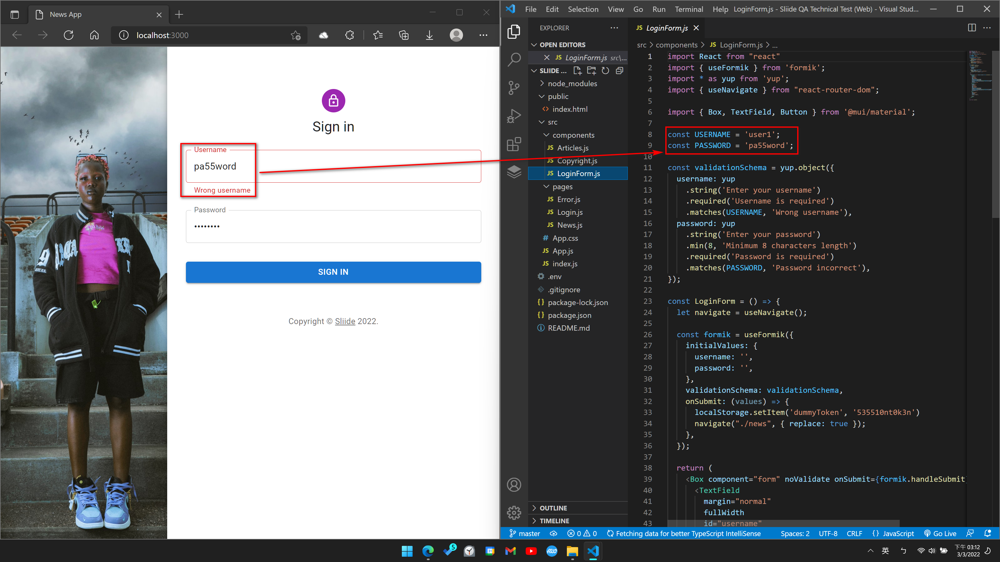 News App
localhost:3000
Sign in
Username
pa55word
Wrong username
Password
••••••••
SIGN IN
Copyright © Sliide 2022.
File Edit Selection View Go Run Terminal Help LoginForm.js - Sliide QA Technical Test (Web) - Visual Stud...
EXPLORER
OPEN EDITORS
JS LoginForm.js src\...
SLIIDE ...
node_modules
public
<> index.html
src
components
JS Articles.js
JS Copyright.js
JS LoginForm.js
pages
JS Error.js
JS Login.js
JS News.js
# App.css
JS App.js
JS index.js
.env
.gitignore
{} package-lock.json
{} package.json
README.md
OUTLINE
TIMELINE
JS LoginForm.js
src > components > JS LoginForm.js > ...
1 import React from "react"
2 import { useFormik } from 'formik';
3 import * as yup from 'yup';
4 import { useNavigate } from "react-router-dom";
5
6 import { Box, TextField, Button } from '@mui/material';
7
8 const USERNAME = 'user1';
9 const PASSWORD = 'pa55word';
10
11 const validationSchema = yup.object({
12 username: yup
13 .string('Enter your username')
14 .required('Username is required')
15 .matches(USERNAME, 'Wrong username'),
16 password: yup
17 .string('Enter your password')
18 .min(8, 'Minimum 8 characters length')
19 .required('Password is required')
20 .matches(PASSWORD, 'Password incorrect'),
21 });
22
23 const LoginForm = () => {
24 let navigate = useNavigate();
25
26 const formik = useFormik({
27 initialValues: {
28 username: '',
29 password: '',
30 },
31 validationSchema: validationSchema,
32 onSubmit: (values) => {
33 localStorage.setItem('dummyToken', '535510nt0k3n')
34 navigate("./news", { replace: true });
35 },
36 });
37
38 return (
39 <Box component="form" noValidate onSubmit={formik.handleSubmit}
40 <TextField
41 margin="normal"
42 fullWidth
43 id="username"
master 0 0 Fetching data for better TypeScript IntelliSense Spaces: 2 UTF-8 CRLF {} JavaScript Go Live
5
31
英 ㄅ
下午 03:12
3/3/2022